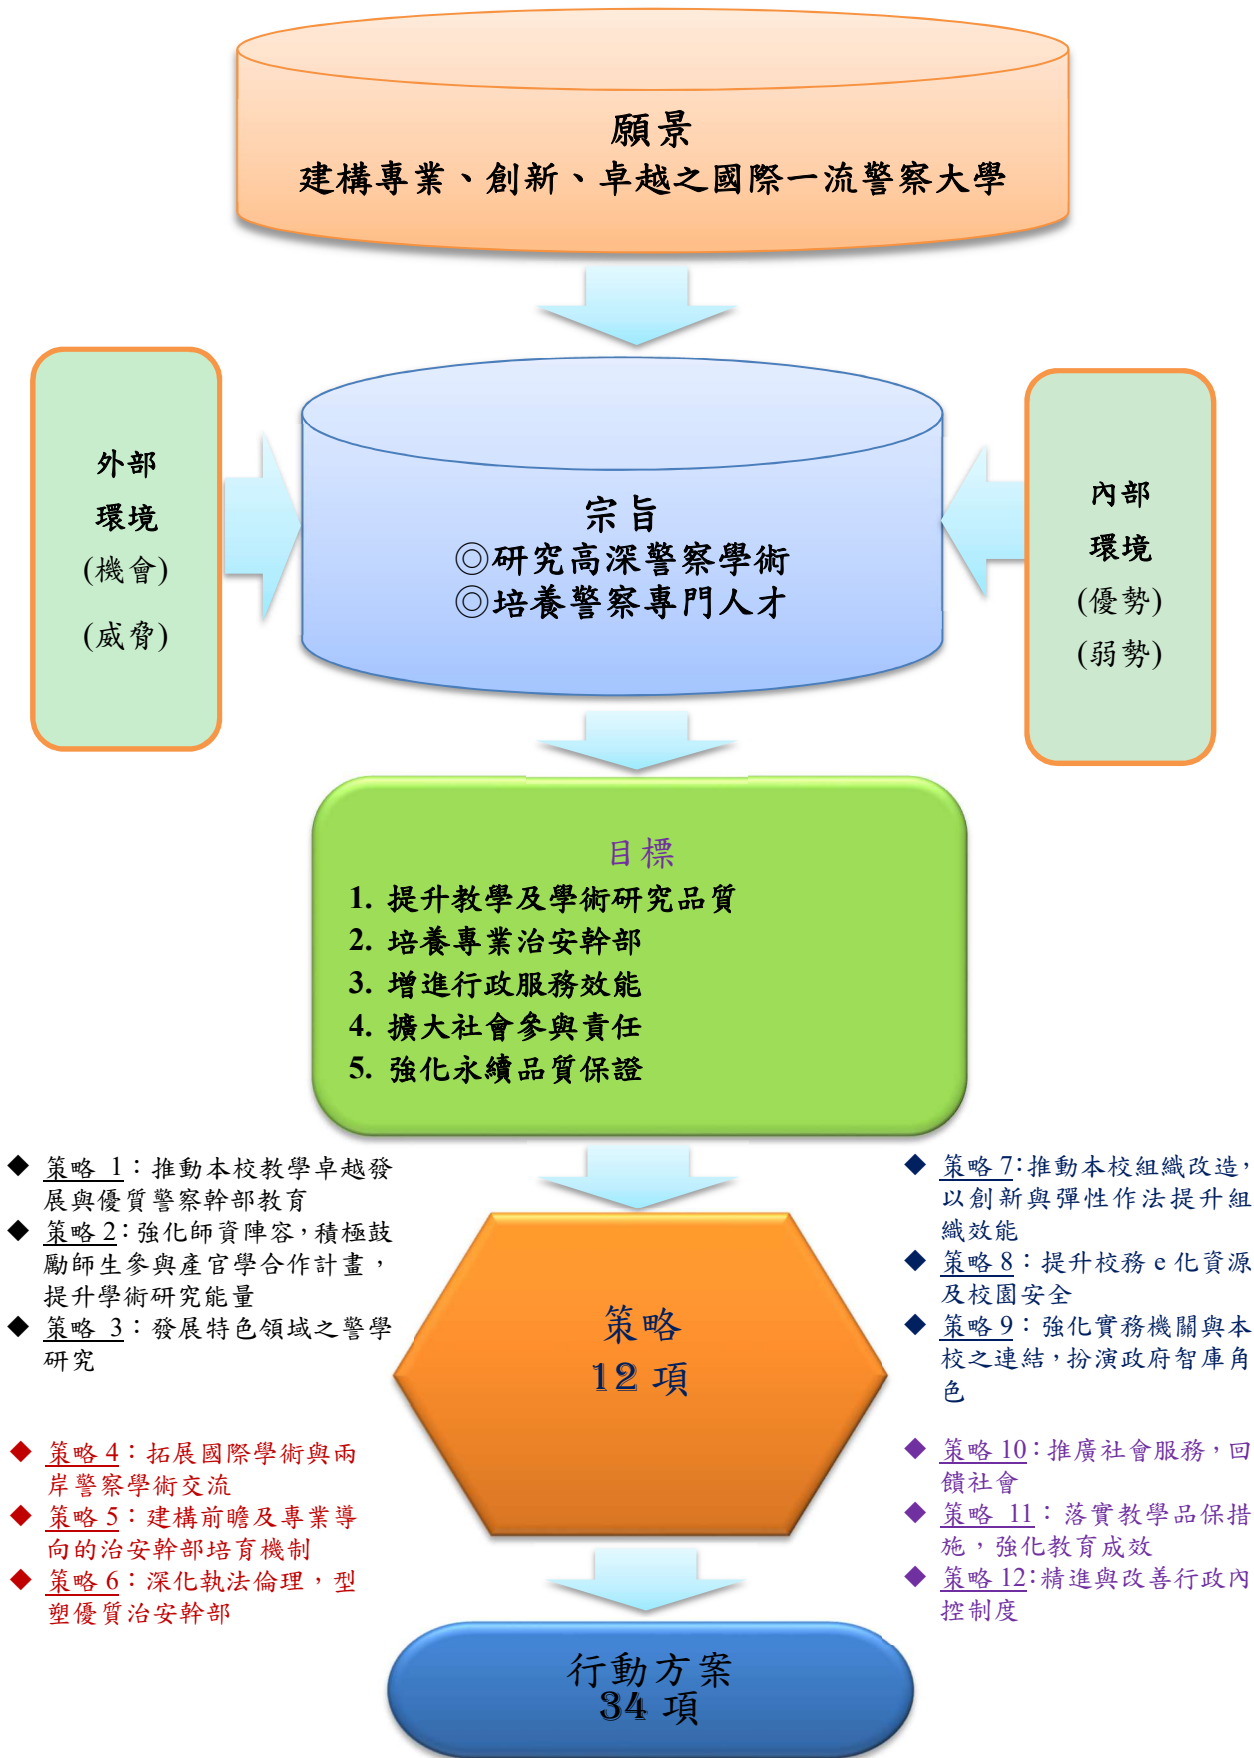 願景
建構專業、創新、卓越之國際一流警察大學
外部
環境
(機會)
(威脅)
宗旨
◎研究高深警察學術
◎培養警察專門人才
內部
環境
(優勢)
(弱勢)
目標
1. 提升教學及學術研究品質
2. 培養專業治安幹部
3. 增進行政服務效能
4. 擴大社會參與責任
5. 強化永續品質保證
◆ 策略 1：推動本校教學卓越發
展與優質警察幹部教育
◆ 策略 2：強化師資陣容，積極鼓
勵師生參與產官學合作計畫，
提升學術研究能量
◆ 策略 3：發展特色領域之警學
研究
◆ 策略 4：拓展國際學術與兩
岸警察學術交流
◆ 策略 5：建構前瞻及專業導
向的治安幹部培育機制
◆ 策略 6：深化執法倫理，型
塑優質治安幹部
策略
12 項
◆ 策略 7：推動本校組織改造，
以創新與彈性作法提升組
織效能
◆ 策略 8：提升校務 e 化資源
及校園安全
◆ 策略 9：強化實務機關與本
校之連結，扮演政府智庫角
色
◆ 策略 10：推廣社會服務，回
饋社會
◆ 策略 11：落實教學品保措
施，強化教育成效
◆ 策略 12：精進與改善行政內
控制度
行動方案
34 項